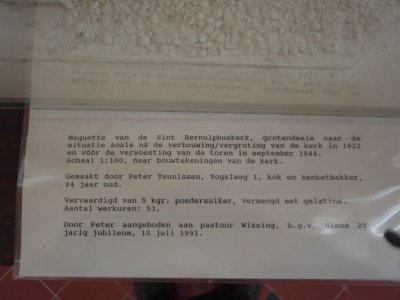 Maquette van de Sint Bernulphuskerk, grotendeels naar de
situatie zoals ná de verbouwing/vergroting van de kerk in 1922
en vóór de verwoesting van de toren in september 1944.
Schaal 1:100, naar bouwtekeningen van de kerk.
Gemaakt door Peter Teunissen, Vogelweg 1, kok en banketbakker,
24 jaar oud.
Vervaardigd van 5 kgr. poedersuiker, vermengd met gelatine.
Aantal werkuren: 53.
Door Peter aangeboden aan pastoor Wissing, b.g.v. diens 25
jarig jubileum, 10 juli 1991.